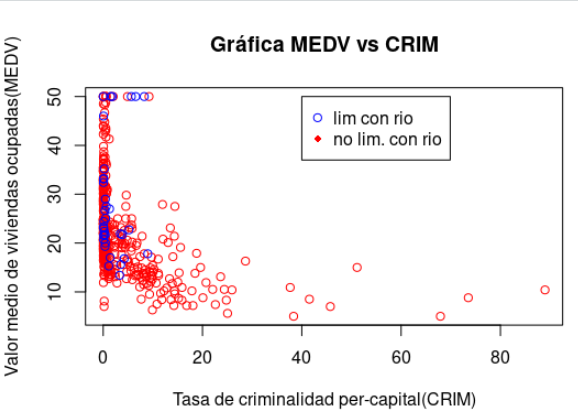 Gráfica MEDV vs CRIM
Valor medio de viviendas ocupadas(MEDV)
50
40
30
20
10
lim con rio
no lim. con rio
0
20
40
60
80
Tasa de criminalidad per-capital(CRIM)